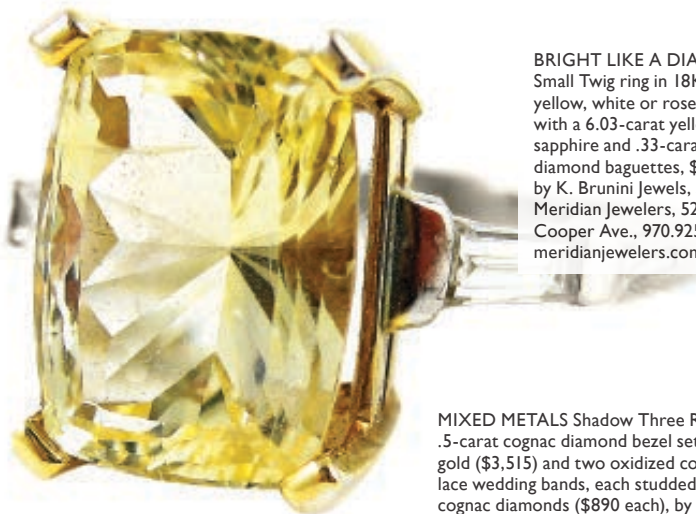 BRIGHT LIKE A
Small Twig ring in 18K
yellow, white or rose
with a 6.03-carat
sapphire and
diamond baguettes,
by K. Brunini Jewels,
Meridian Jewelers,
Cooper Ave.,
MIXED METALS Shadow Three
.5-carat cognac diamond bezel set
gold ($3,515) and two oxidized
lace wedding bands, each studded
cognac diamonds ($890 each), by